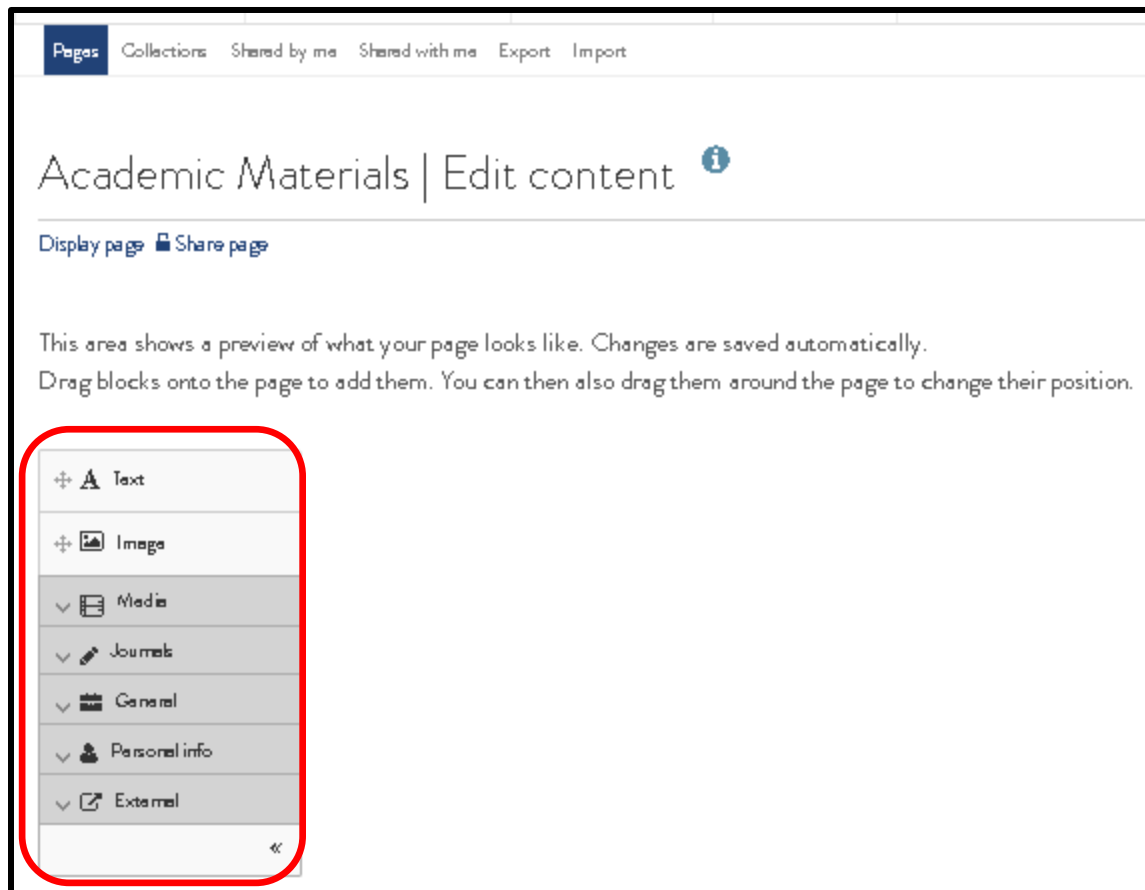 Pages Collections Shared by me Shared with me Export Import
Academic Materials | Edit content
Display page Share page
This area shows a preview of what your page looks like. Changes are saved automatically.
Drag blocks onto the page to add them. You can then also drag them around the page to change their position.
Text
Image
Media
Journals
General
Personal info
External
«